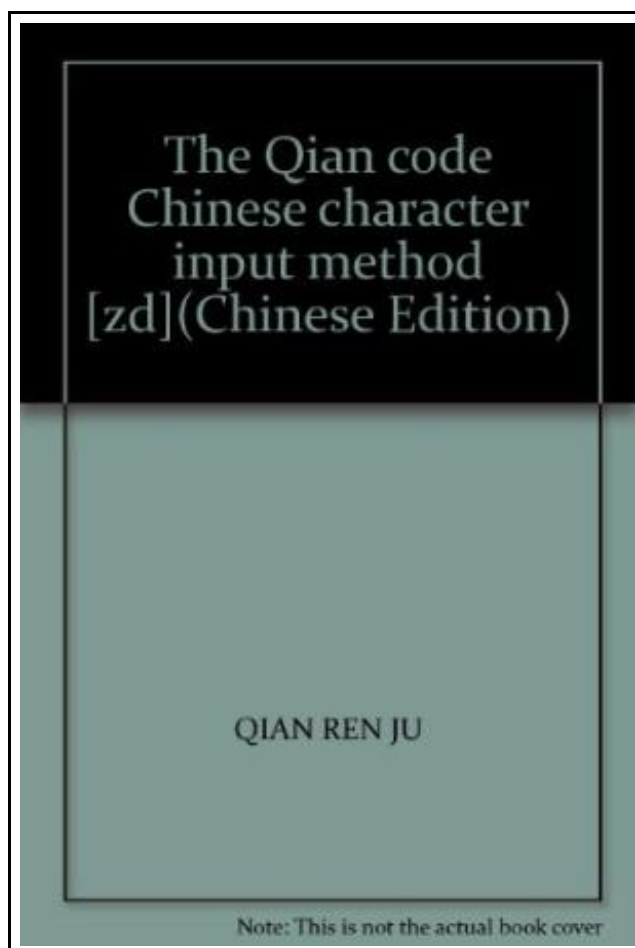 The Qian code
Chinese character
input method
[zd](Chinese Edition)
QIAN REN JU
Note: This is not the actual book cover